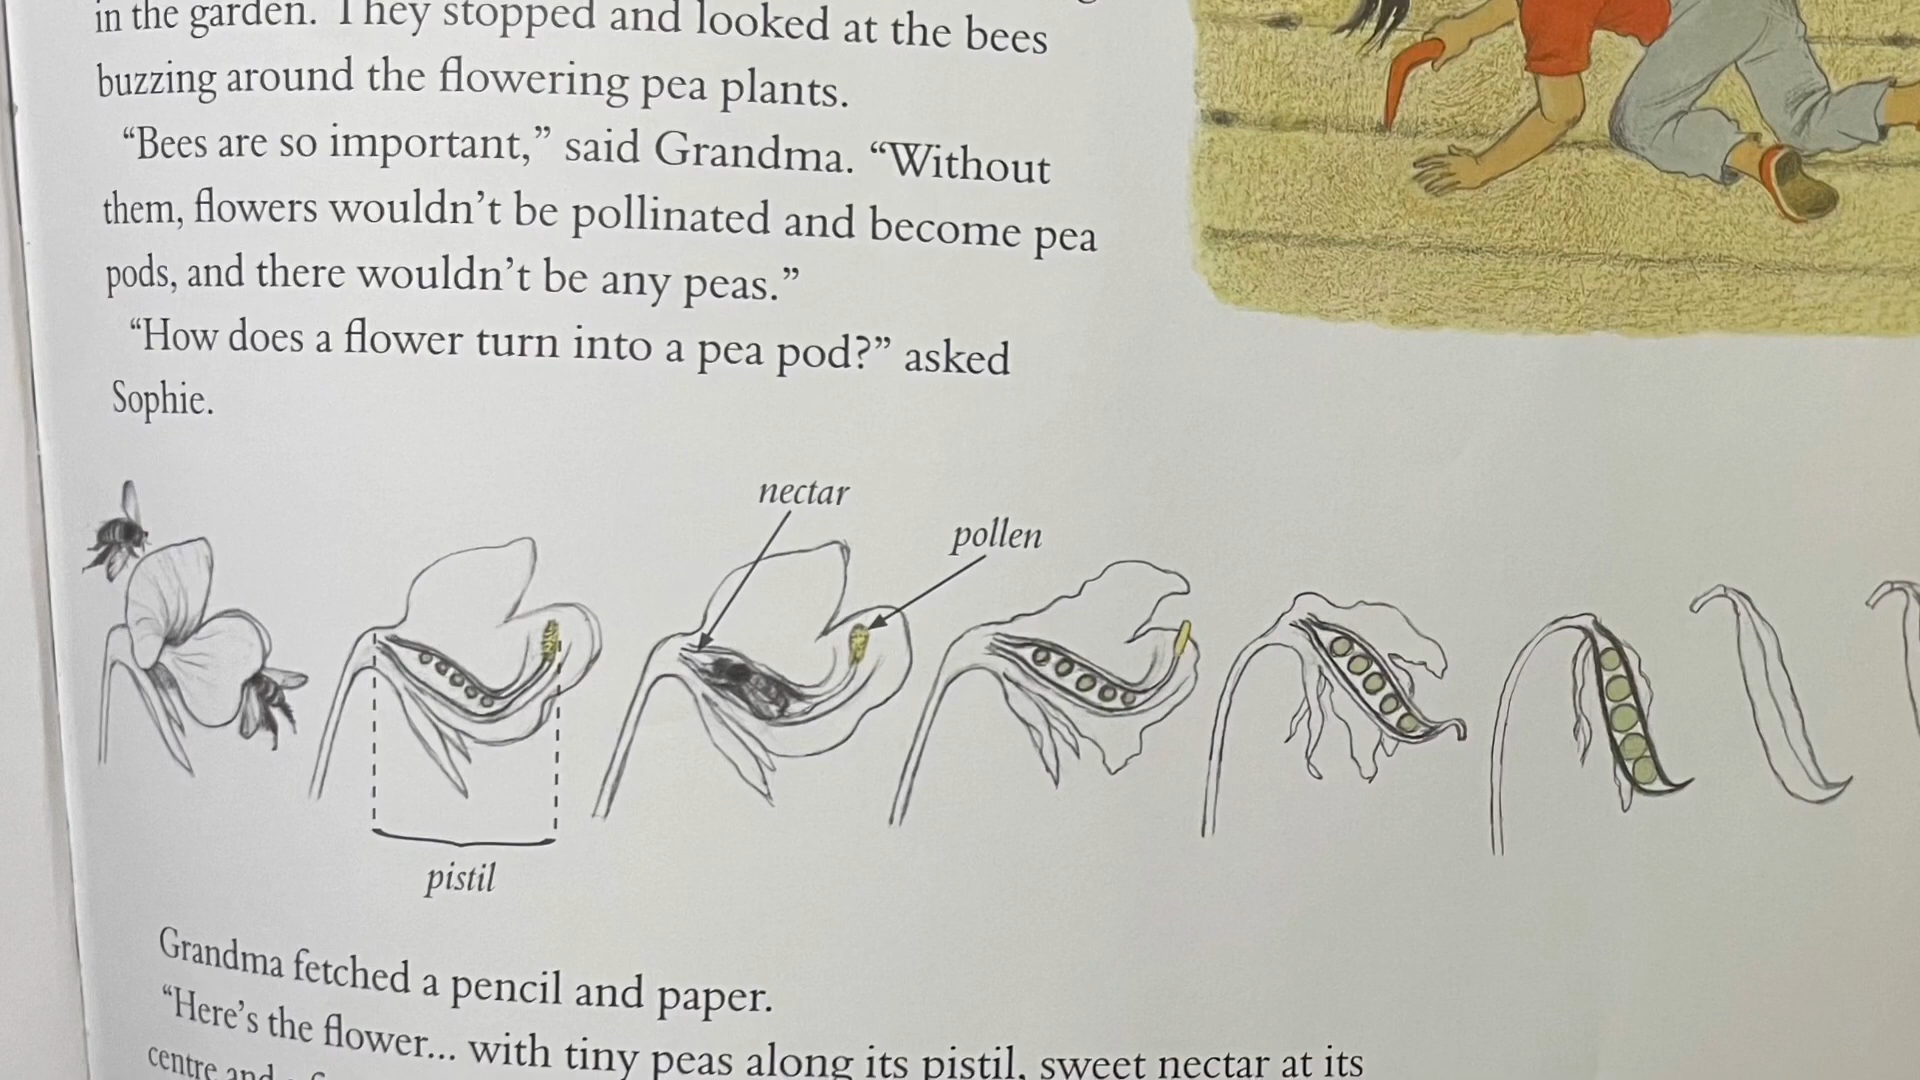 in the garden. They stopped and looked at the bees
buzzing around the flowering pea plants.
“Bees are so important,” said Grandma. “Without
them, flowers wouldn’t be pollinated and become pea
pods, and there wouldn’t be any peas.”
“How does a flower turn into a pea pod?” asked
Sophie.
nectar
pollen
pistil
Grandma fetched a pencil and paper.
“Here’s the flower... with tiny peas along its pistil, sweet nectar at its
centre and